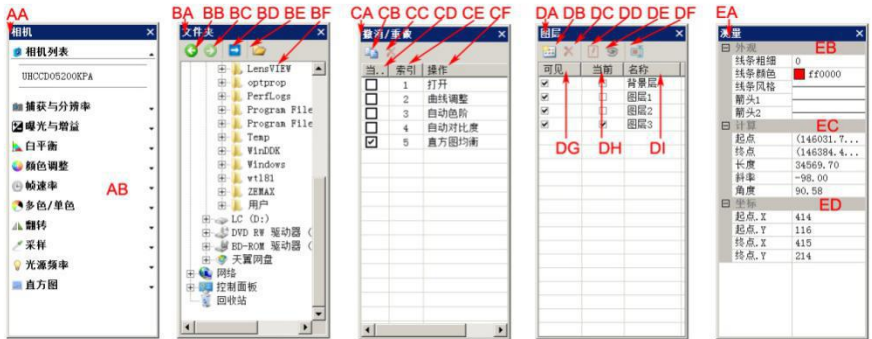 AA
相机
相机列表
UHCCD05200KPA
捕获与分辨率
曝光与增益
白平衡
颜色调整
AB
帧速率
多色/单色
翻转
采样
光源频率
直方图
BA BB BC BD BE BF
文件夹
LensVIEW
optprop
PerfLogs
Program File
Program File
Temp
WinDDK
Windows
wt181
ZEMAX
用户
LC (D:)
DVD RW 驱动器 (
BD-ROM 驱动器 (
天翼网盘
网络
控制面板
回收站
CA CB CC CD CE CF
撤消/重做
当.. 索引 操作
1 打开
2 曲线调整
3 自动色阶
4 自动对比度
5 直方图均衡
DA DB DC DD DE DF
图层
可见 当前 名称
背景层
图层1
图层2
图层3
DG DH DI
EA
测量
外观 EB
线条粗细 0
线条颜色 ff0000
线条风格
箭头1
箭头2
计算 EC
起点 (146031.7...
终点 (146384.4...
长度 34569.70
斜率 -98.00
角度 90.58
坐标 ED
起点.X 414
起点.Y 116
终点.X 415
终点.Y 214